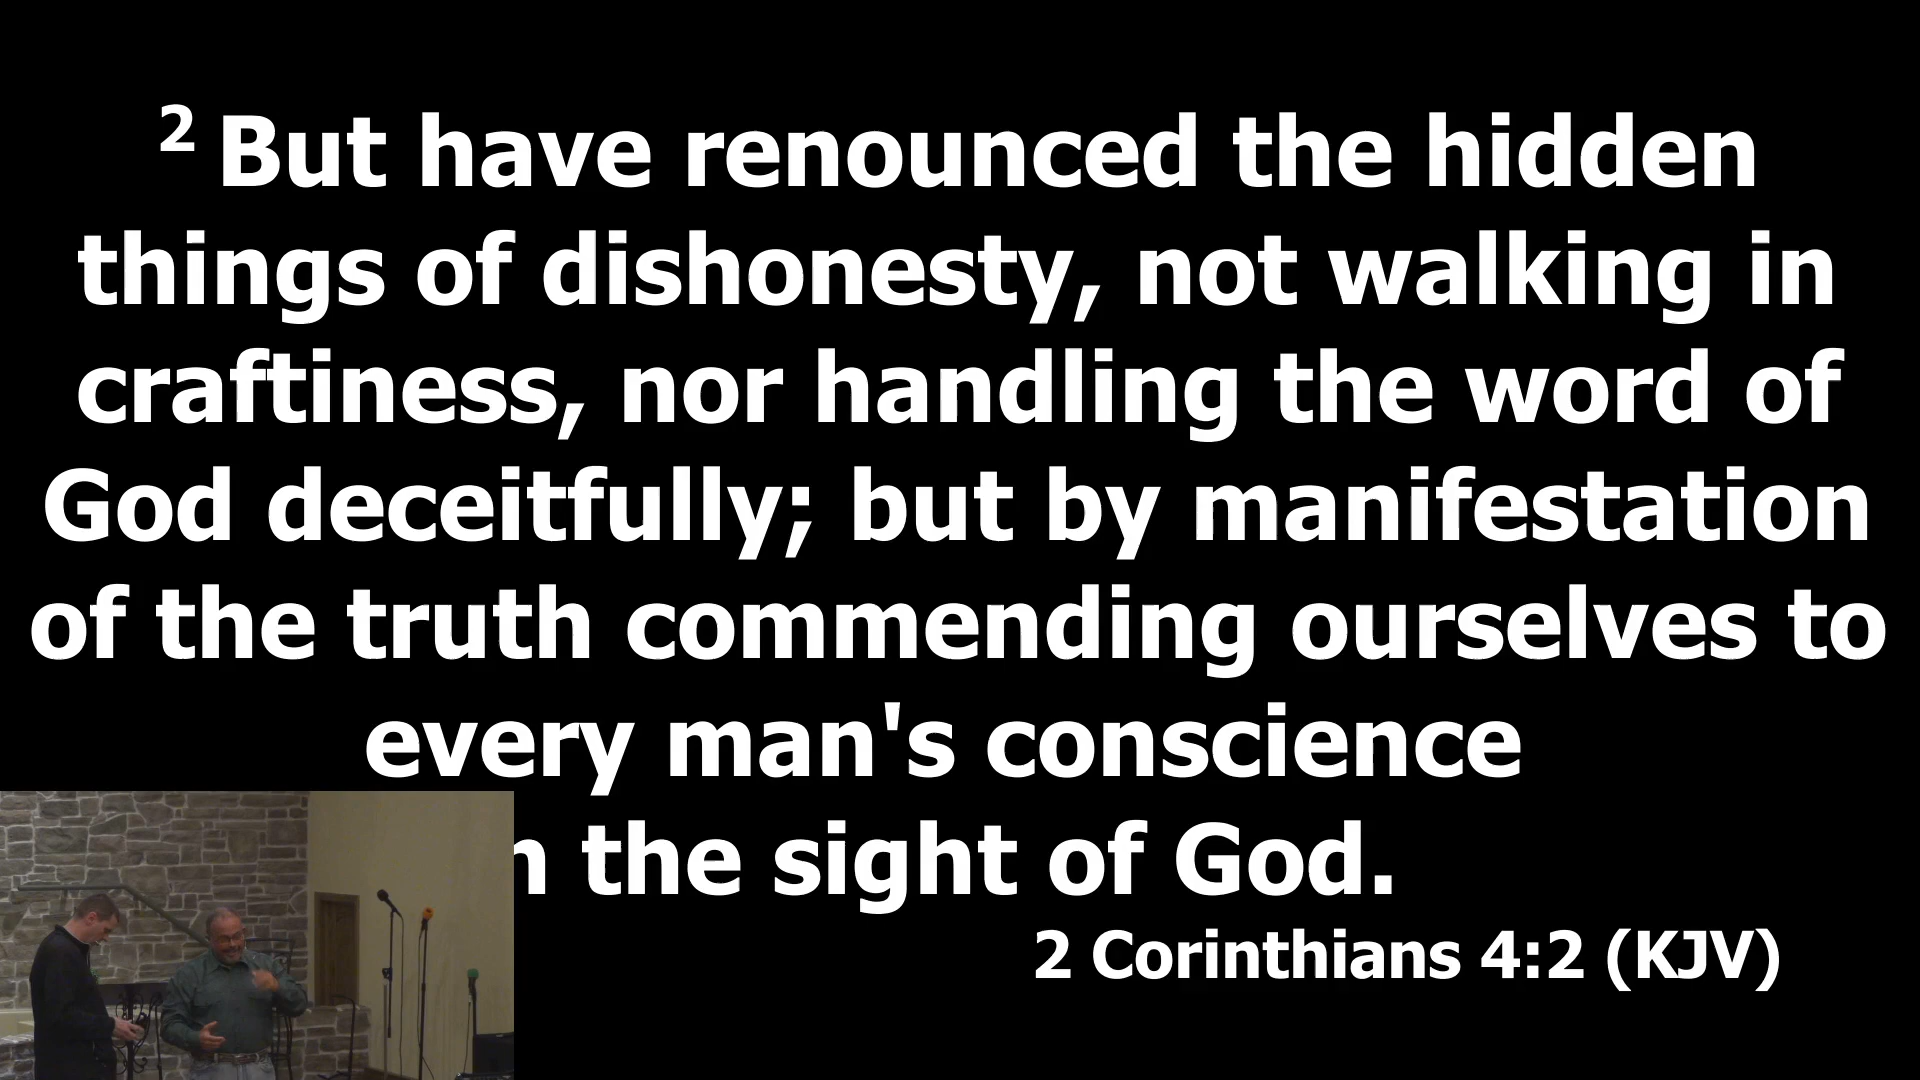 2 But have renounced the hidden
things of dishonesty, not walking in
craftiness, nor handling the word of
God deceitfully; but by manifestation
of the truth commending ourselves to
every man's conscience
the sight of God.
2 Corinthians 4:2 (KJV)